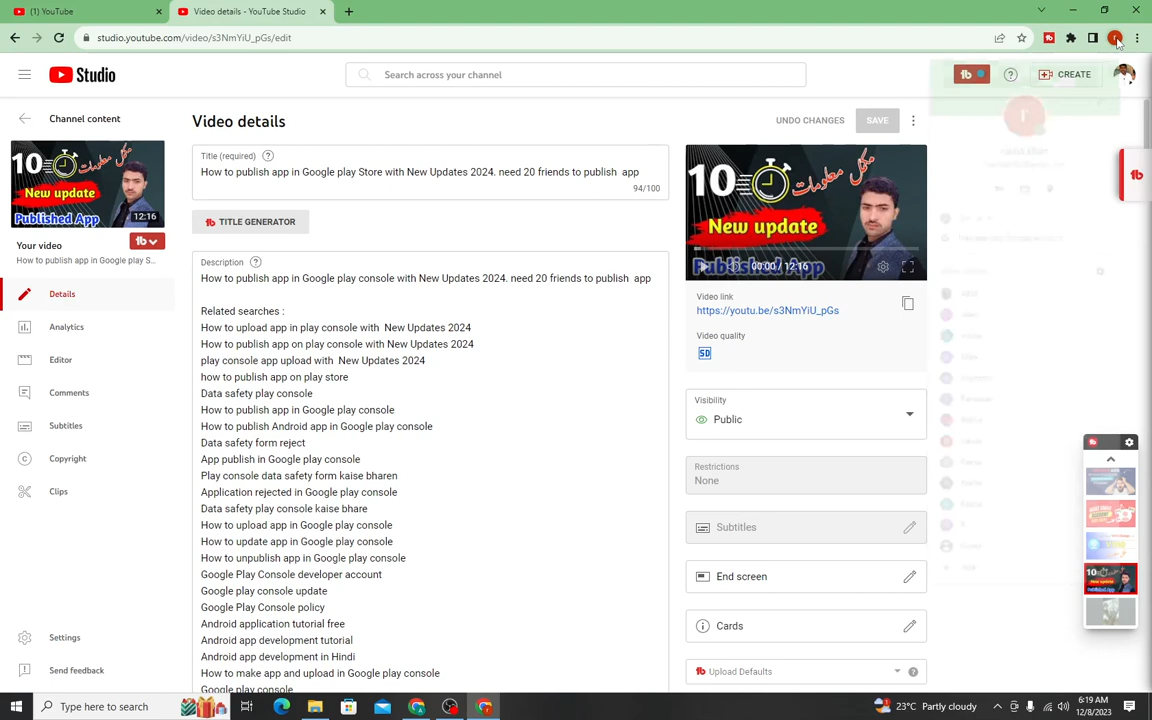 (1) YouTube
Video details - YouTube Studio
studio.youtube.com/video/s3NmYiU_pGs/edit
Studio
Search across your channel
CREATE
Channel content
Video details
UNDO CHANGES
SAVE
10
مکمل معلومات
New update
Published App
12:16
Your video
How to publish app in Google play S...
Details
Analytics
Editor
Comments
Subtitles
Copyright
Clips
Settings
Send feedback
Title (required)
How to publish app in Google play Store with New Updates 2024. need 20 friends to publish app
94/100
TITLE GENERATOR
Description
How to publish app in Google play console with New Updates 2024. need 20 friends to publish app
Related searches :
How to upload app in play console with New Updates 2024
How to publish app on play console with New Updates 2024
play console app upload with New Updates 2024
how to publish app on play store
Data safety play console
How to publish app in Google play console
How to publish Android app in Google play console
Data safety form reject
App publish in Google play console
Play console data safety form kaise bharen
Application rejected in Google play console
Data safety play console kaise bhare
How to upload app in Google play console
How to update app in Google play console
How to unpublish app in Google play console
Google Play Console developer account
Google play console update
Google Play Console policy
Android application tutorial free
Android app development tutorial
Android app development in Hindi
How to make app and upload in Google play console
Google play console
10
مکمل معلومات
New update
Published App
00:00 / 12:16
Video link
https://youtu.be/s3NmYiU_pGs
Video quality
SD
Visibility
Public
Restrictions
None
Subtitles
End screen
Cards
Upload Defaults
Type here to search
23°C Partly cloudy
6:19 AM
12/8/2023